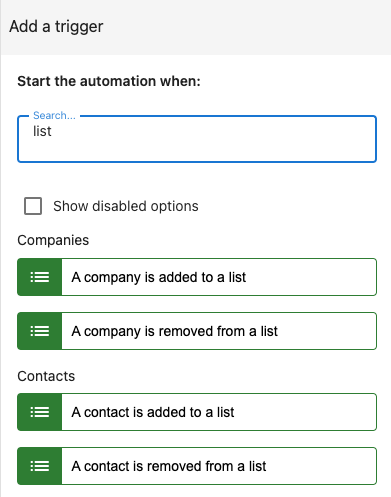 Add a trigger
Start the automation when:
Search...
list
Show disabled options
Companies
A company is added to a list
A company is removed from a list
Contacts
A contact is added to a list
A contact is removed from a list